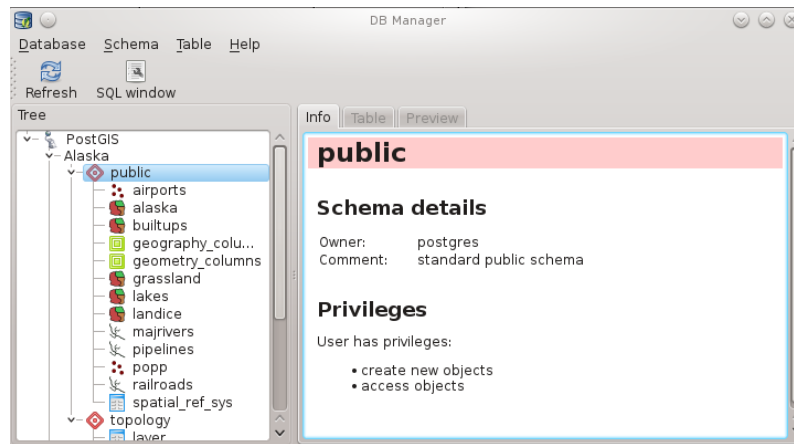 DB Manager
Database Schema Table Help
Refresh SQL window
Tree
PostGIS
Alaska
public
airports
alaska
builtups
geography_colu...
geometry_columns
grassland
lakes
landice
majrivers
pipelines
popp
railroads
spatial_ref_sys
topology
layer
Info Table Preview
public
Schema details
Owner: postgres
Comment: standard public schema
Privileges
User has privileges:
• create new objects
• access objects